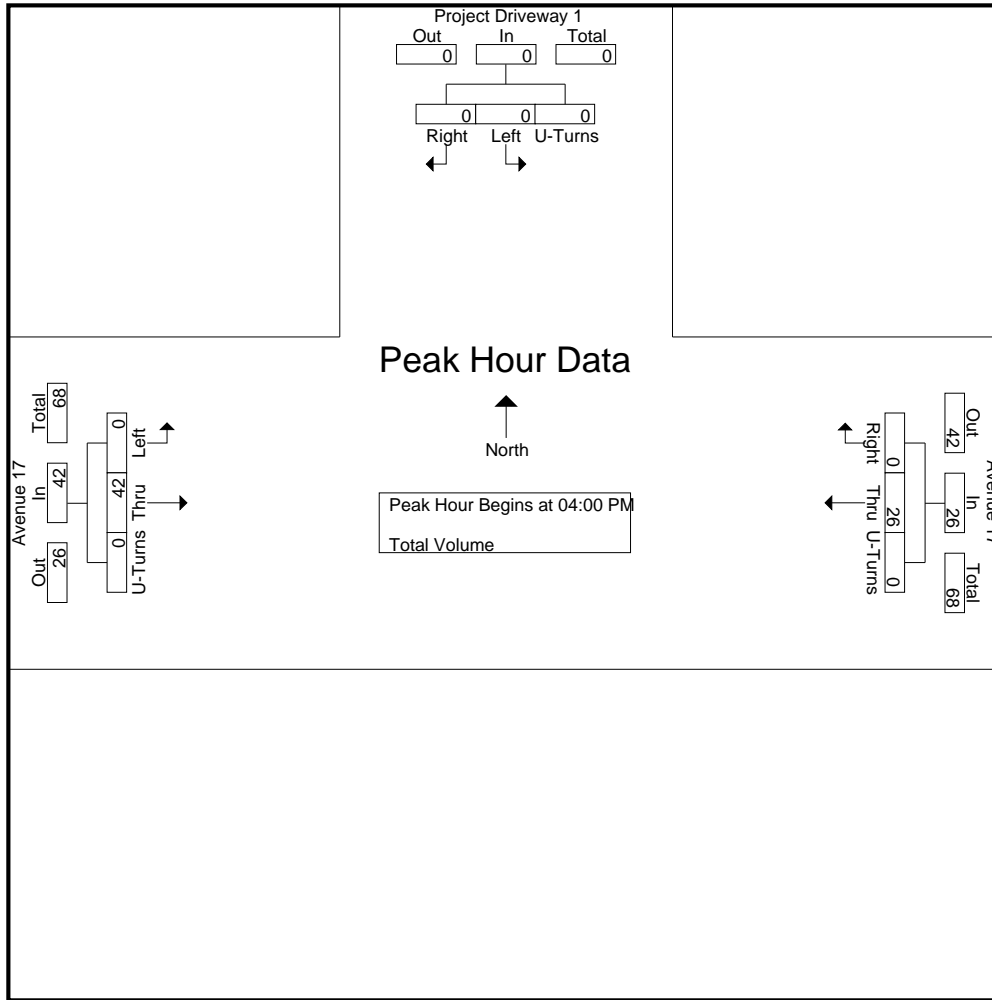 Project Driveway 1
Out In Total
0 0 0
0 0 0
Right Left U-Turns
Peak Hour Data
North
Peak Hour Begins at 04:00 PM
Total Volume
Avenue 17
Out In Total
26 42 68
0 42 0
Left Thru U-Turns
Avenue 17
Out In Total
42 26 68
0 26 0
Right Thru U-Turns